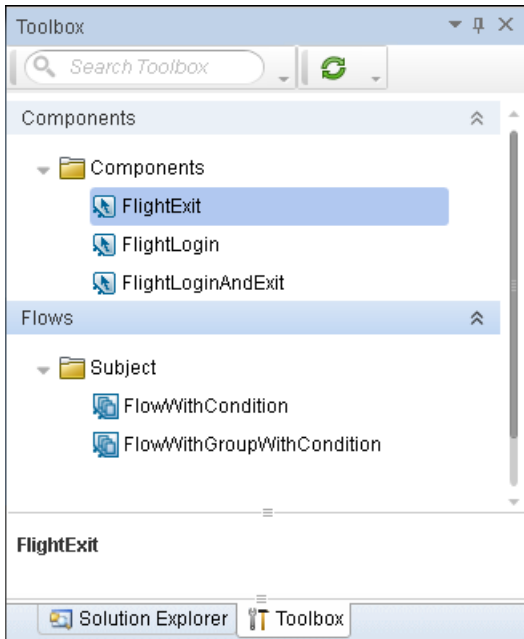 Toolbox
Search Toolbox
Components
Components
FlightExit
FlightLogin
FlightLoginAndExit
Flows
Subject
FlowWithCondition
FlowWithGroupWithCondition
FlightExit
Solution Explorer Toolbox